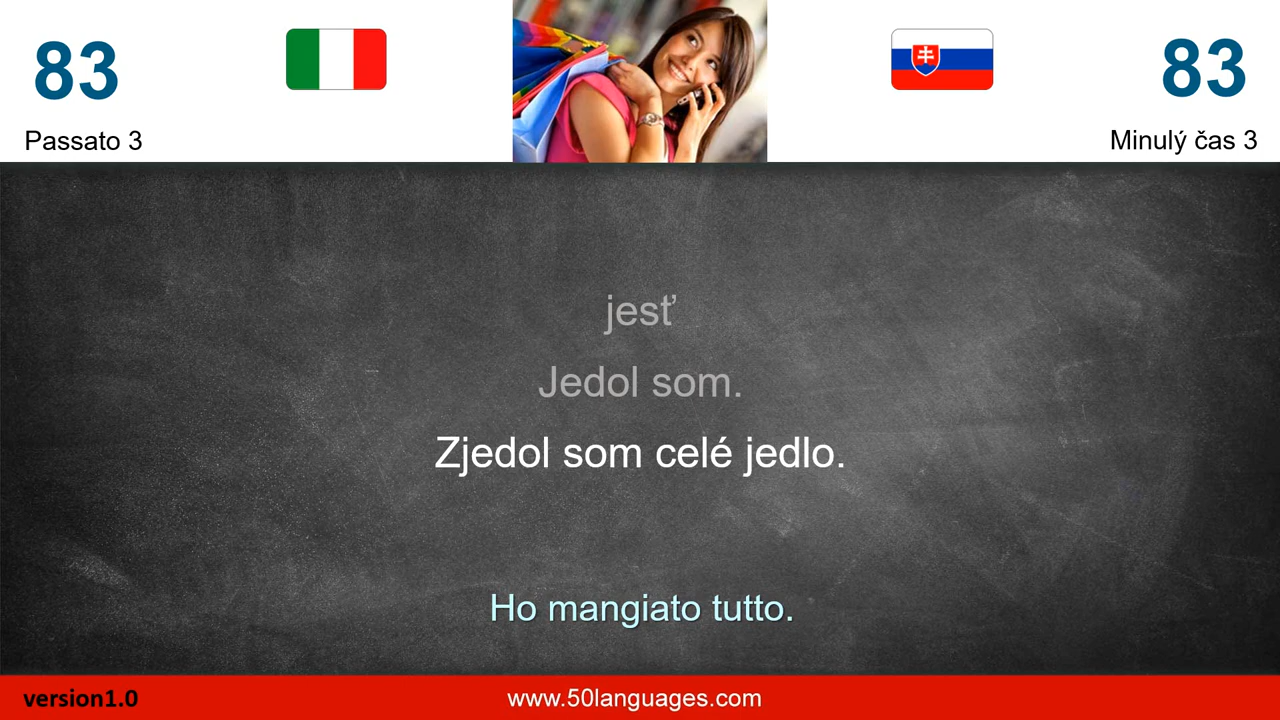 83
83
Passato 3
Minulý čas 3
jesť
Jedol som.
Zjedol som celé jedlo.
Ho mangiato tutto.
version1.0
www.50languages.com